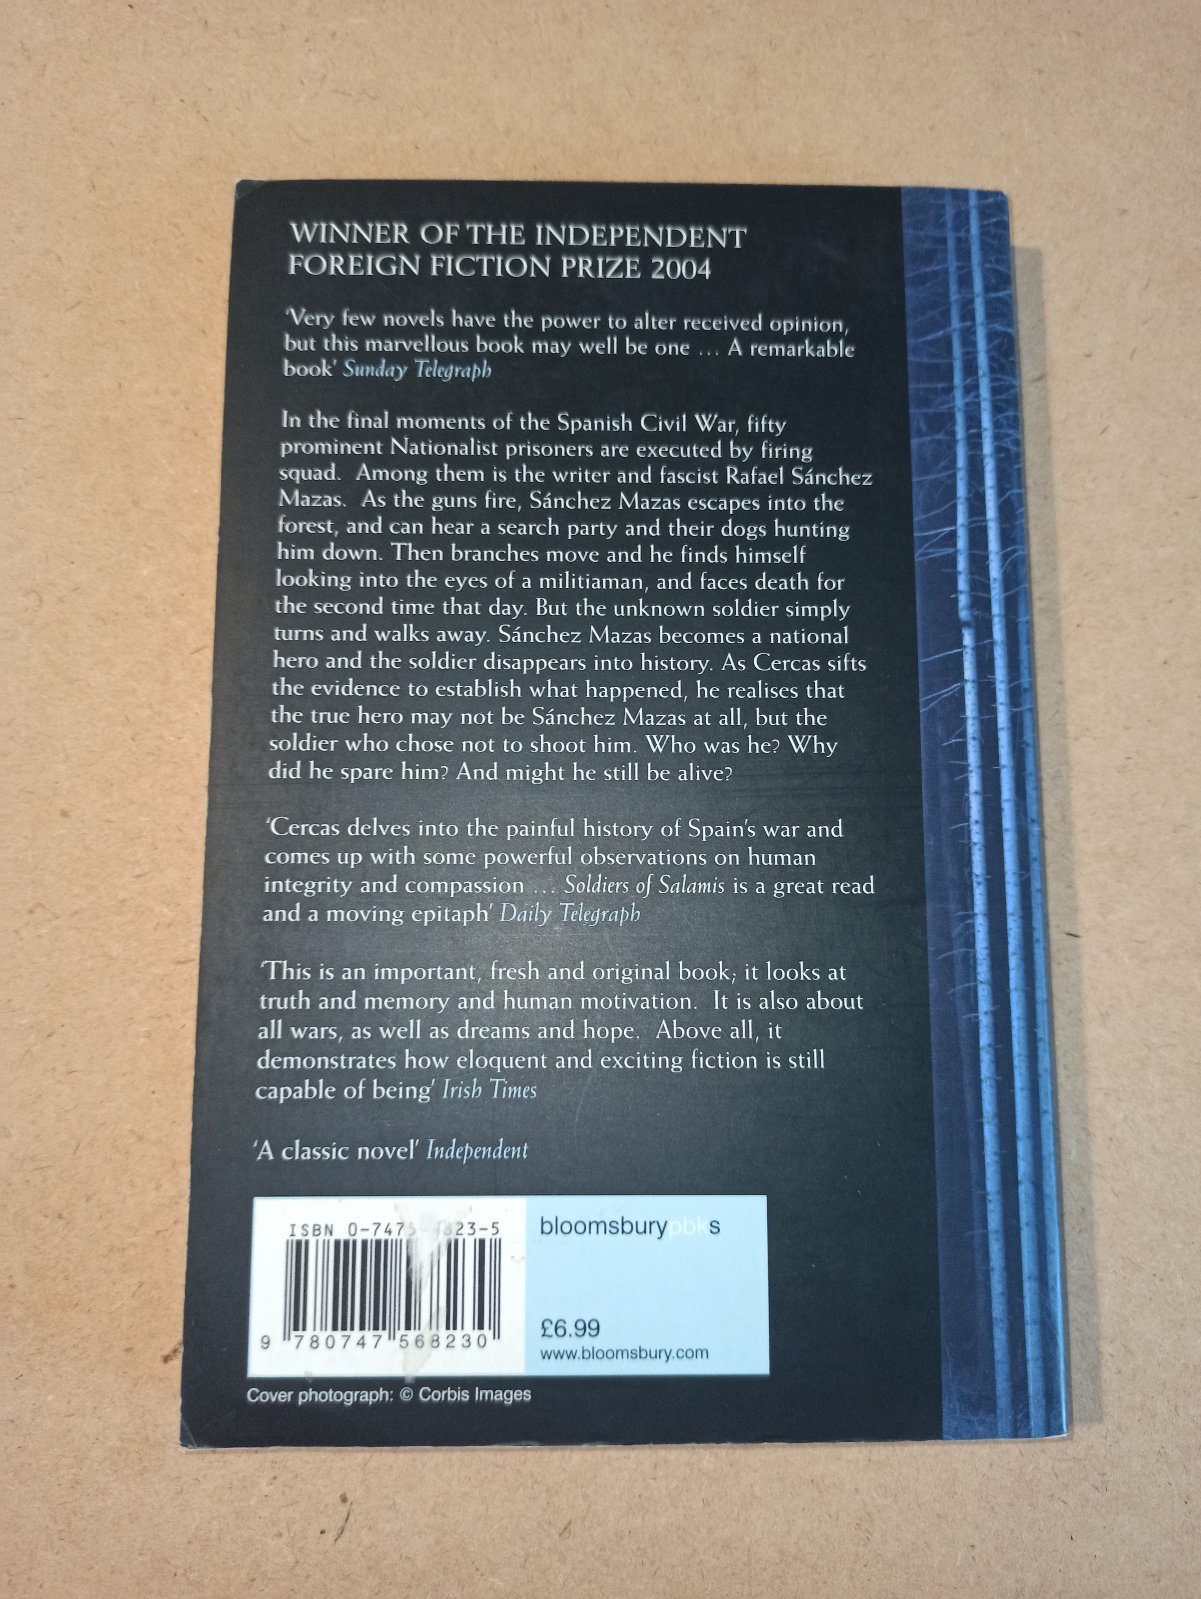 WINNER OF THE INDEPENDENT
FOREIGN FICTION PRIZE 2004
‘Very few novels have the power to alter received opinion,
but this marvellous book may well be one ... A remarkable
book’ Sunday Telegraph
In the final moments of the Spanish Civil War, fifty
prominent Nationalist prisoners are executed by firing
squad. Among them is the writer and fascist Rafael Sánchez
Mazas. As the guns fire, Sánchez Mazas escapes into the
forest, and can hear a search party and their dogs hunting
him down. Then branches move and he finds himself
looking into the eyes of a militiaman, and faces death for
the second time that day. But the unknown soldier simply
turns and walks away. Sánchez Mazas becomes a national
hero and the soldier disappears into history. As Cercas sifts
the evidence to establish what happened, he realises that
the true hero may not be Sánchez Mazas at all, but the
soldier who chose not to shoot him. Who was he? Why
did he spare him? And might he still be alive?
‘Cercas delves into the painful history of Spain’s war and
comes up with some powerful observations on human
integrity and compassion ... Soldiers of Salamis is a great read
and a moving epitaph’ Daily Telegraph
‘This is an important, fresh and original book; it looks at
truth and memory and human motivation. It is also about
all wars, as well as dreams and hope. Above all, it
demonstrates how eloquent and exciting fiction is still
capable of being’ Irish Times
‘A classic novel’ Independent
ISBN
bloomsburypbks
9 780747 568230
£6.99
www.bloomsbury.com
Cover photograph: © Corbis Images